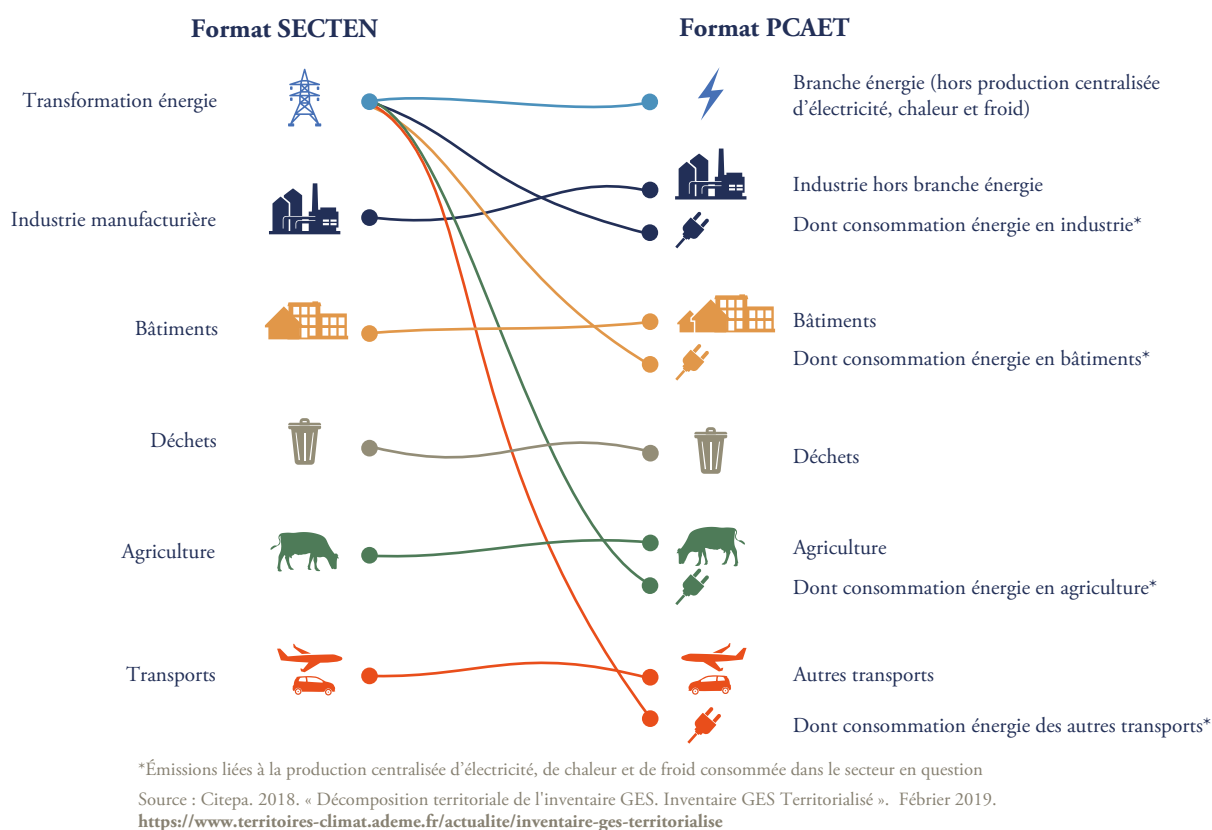 Format SECTEN
Format PCAET
Transformation énergie
Branche énergie (hors production centralisée
d'électricité, chaleur et froid)
Industrie manufacturière
Industrie hors branche énergie
Dont consommation énergie en industrie*
Bâtiments
Bâtiments
Dont consommation énergie en bâtiments*
Déchets
Déchets
Agriculture
Agriculture
Dont consommation énergie en agriculture*
Transports
Autres transports
Dont consommation énergie des autres transports*
*Émissions liées à la production centralisée d'électricité, de chaleur et de froid consommée dans le secteur en question
Source : Citepa. 2018. « Décomposition territoriale de l'inventaire GES. Inventaire GES Territorialisé ». Fébrier 2019.
https://www.territoires-climat.ademe.fr/actualite/inventaire-ges-territorialise